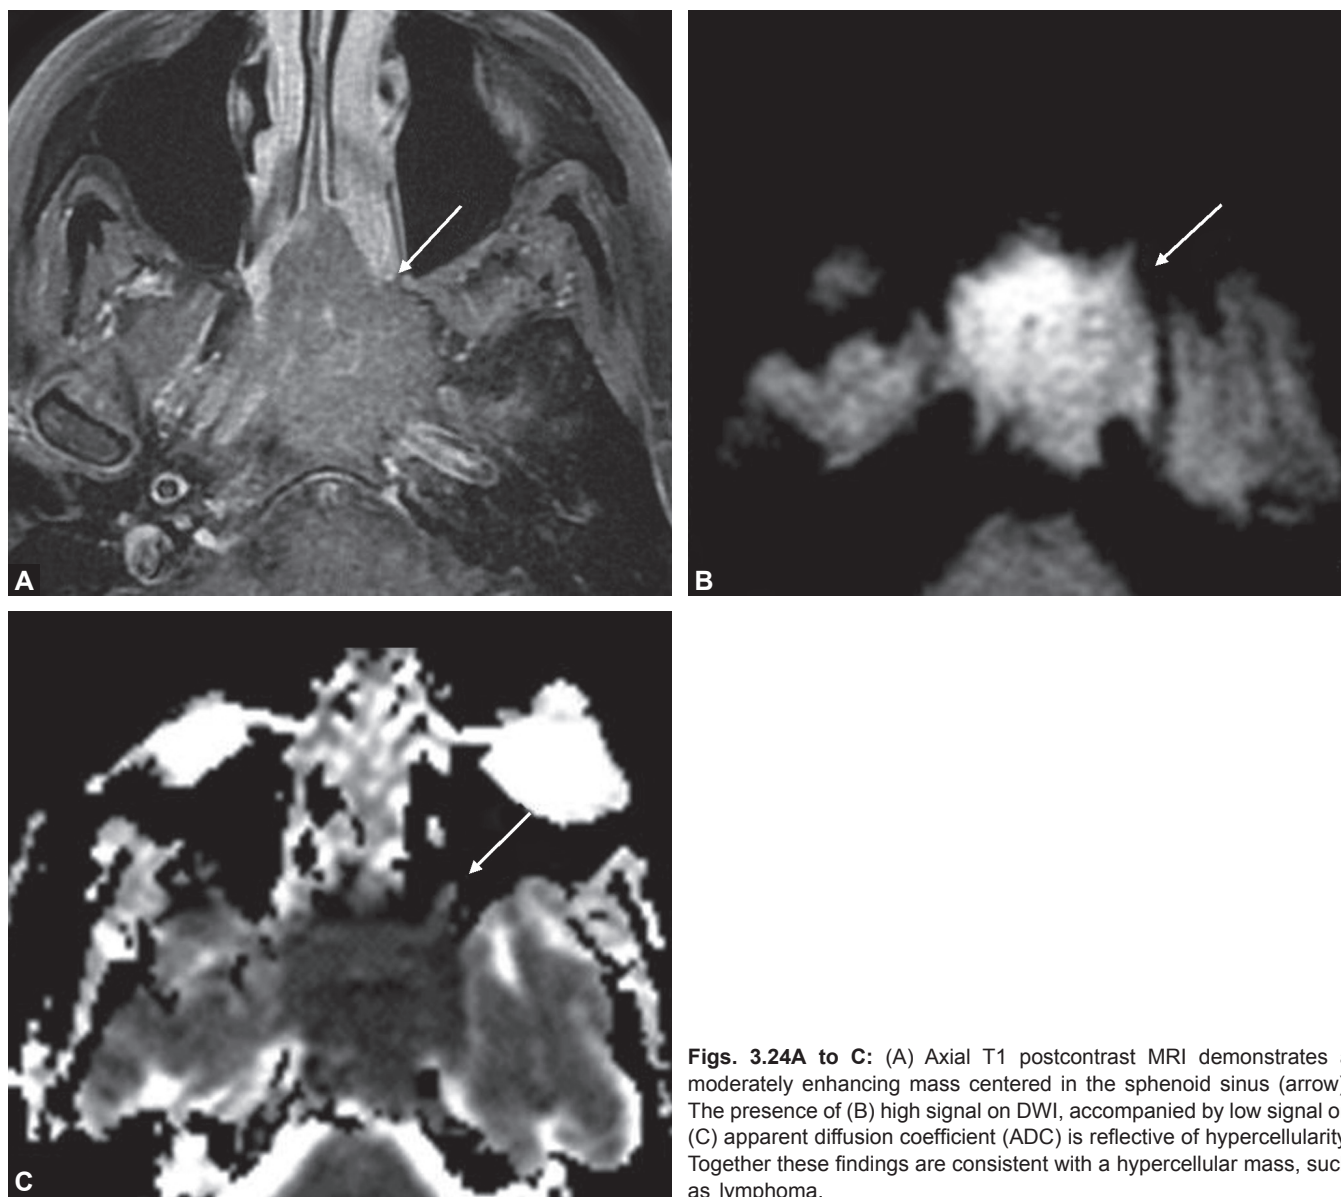 A
B
C
Figs. 3.24A to C: (A) Axial T1 postcontrast MRI demonstrates
moderately enhancing mass centered in the sphenoid sinus (arrow)
The presence of (B) high signal on DWI, accompanied by low signal o
(C) apparent diffusion coefficient (ADC) is reflective of hypercellularity
Together these findings are consistent with a hypercellular mass, suc
as lymphoma.